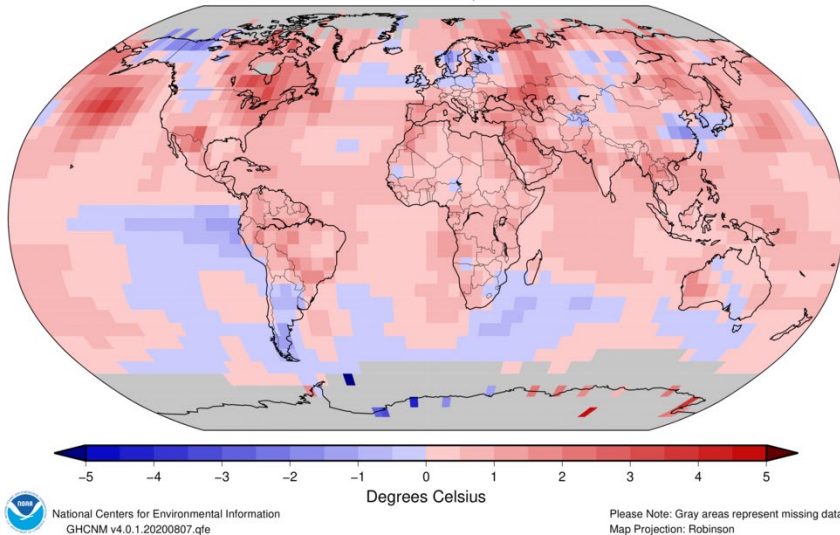 −5 −4 −3 −2 −1 0 1 2 3 4 5
Degrees Celsius
NOAA
National Centers for Environmental Information
GHCNM v4.0.1.20200807.qfe
Please Note: Gray areas represent missing data
Map Projection: Robinson